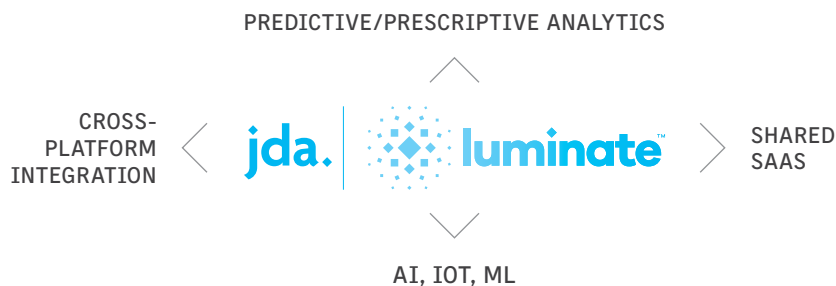 PREDICTIVE/PRESCRIPTIVE ANALYTICS
CROSS-
PLATFORM
INTEGRATION
jda.
luminate™
SHARED
SAAS
AI, IOT, ML